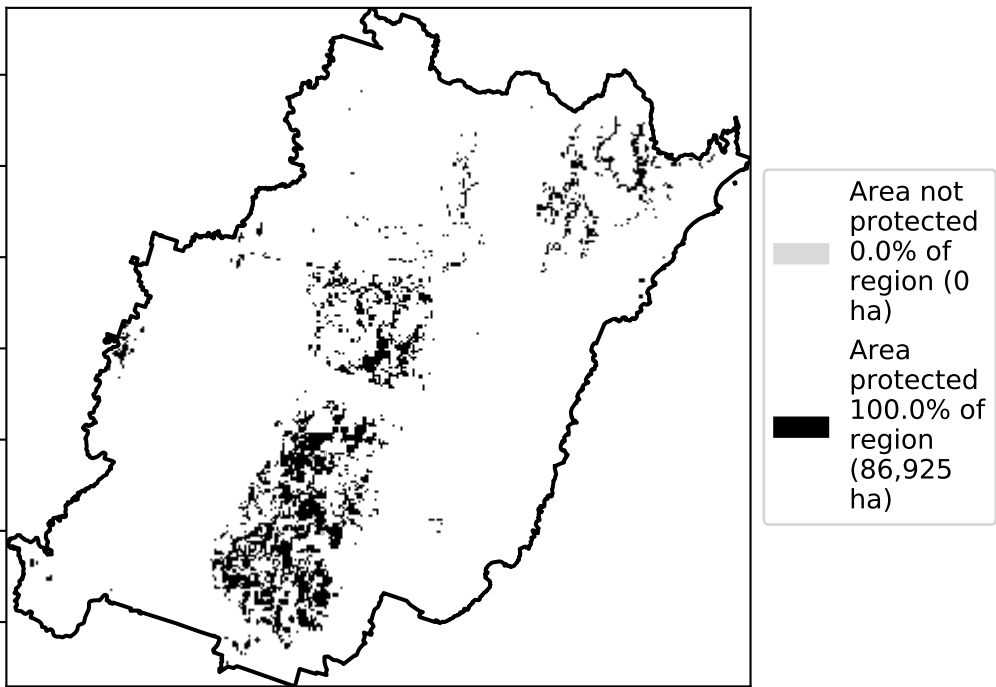 Area not
protected
0.0% of
region (0
ha)
Area
protected
100.0% of
region
(86,925
ha)